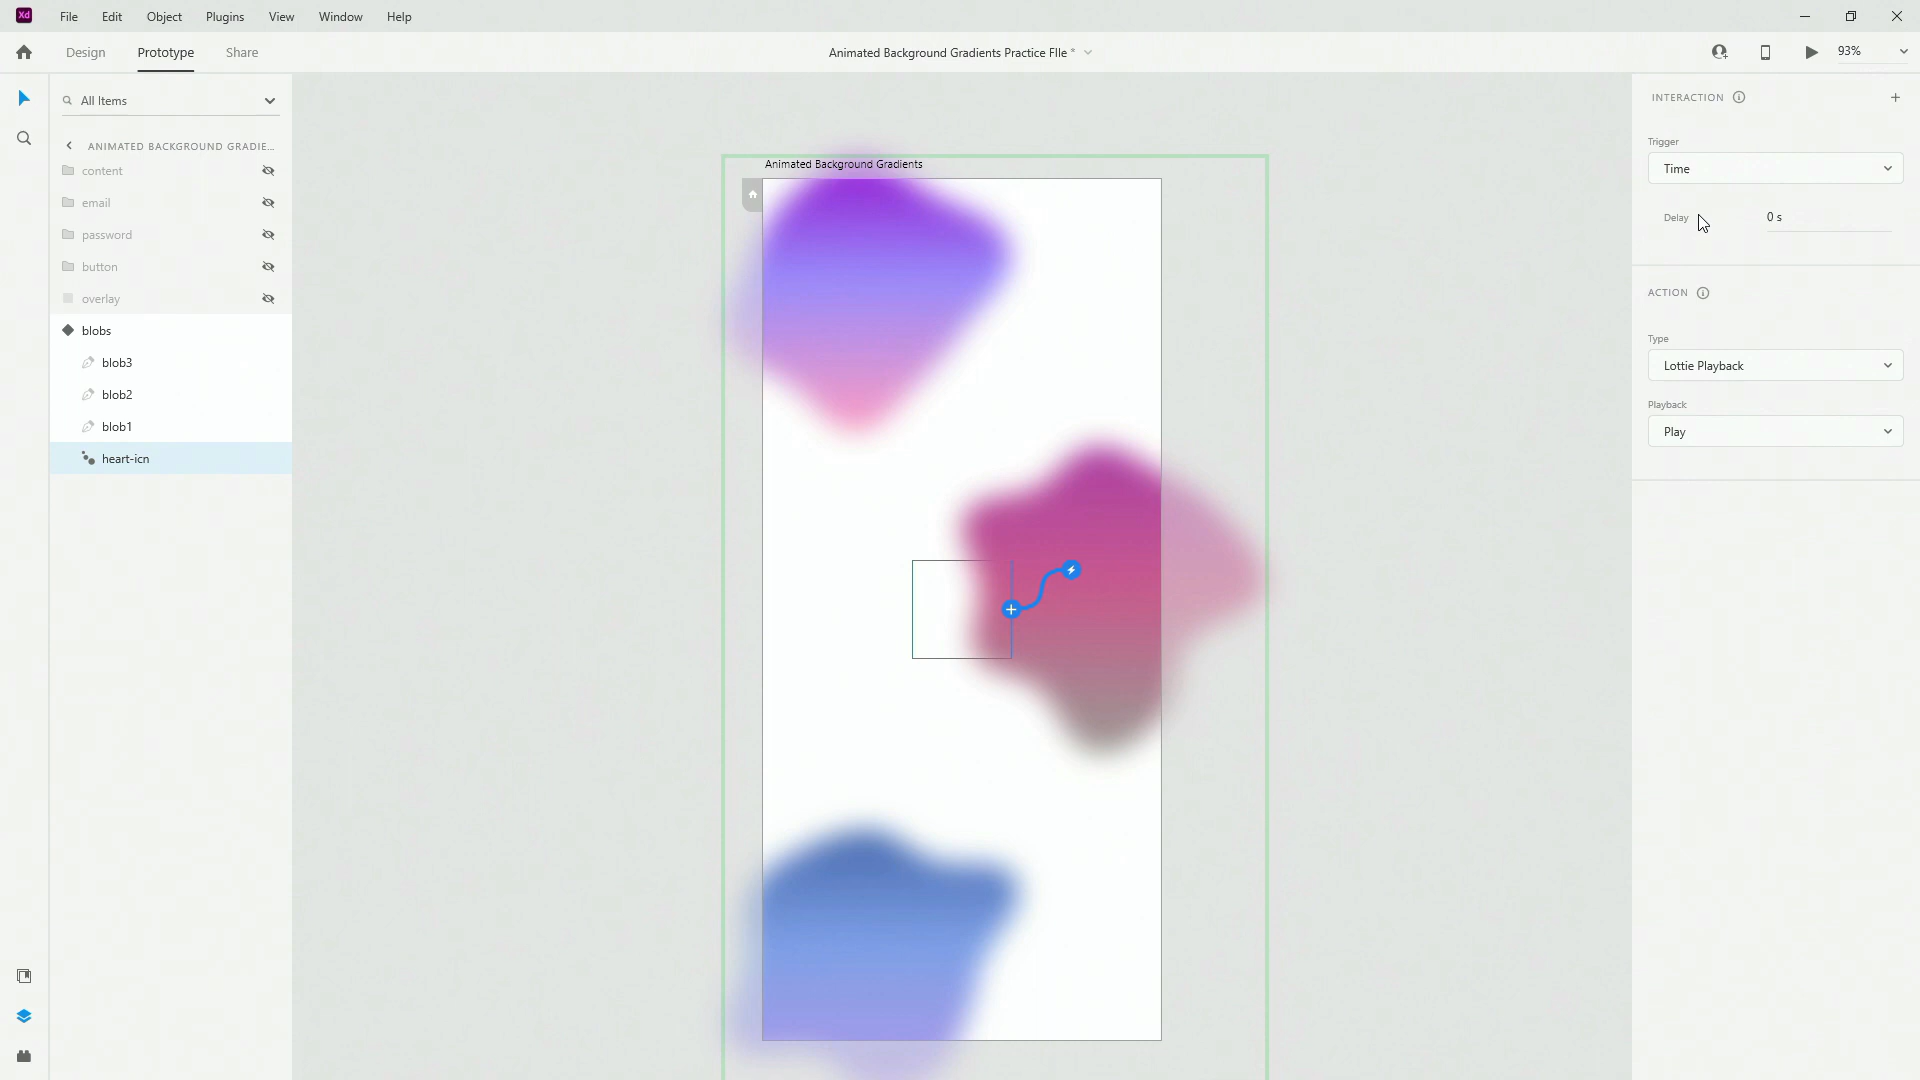 Xd File Edit Object Plugins View Window Help
Design Prototype Share
Animated Background Gradients Practice FIle *
93%
All Items
ANIMATED BACKGROUND GRADIE...
content
email
password
button
overlay
blobs
blob3
blob2
blob1
heart-icn
Animated Background Gradients
INTERACTION
Trigger
Time
Delay 0 s
ACTION
Type
Lottie Playback
Playback
Play